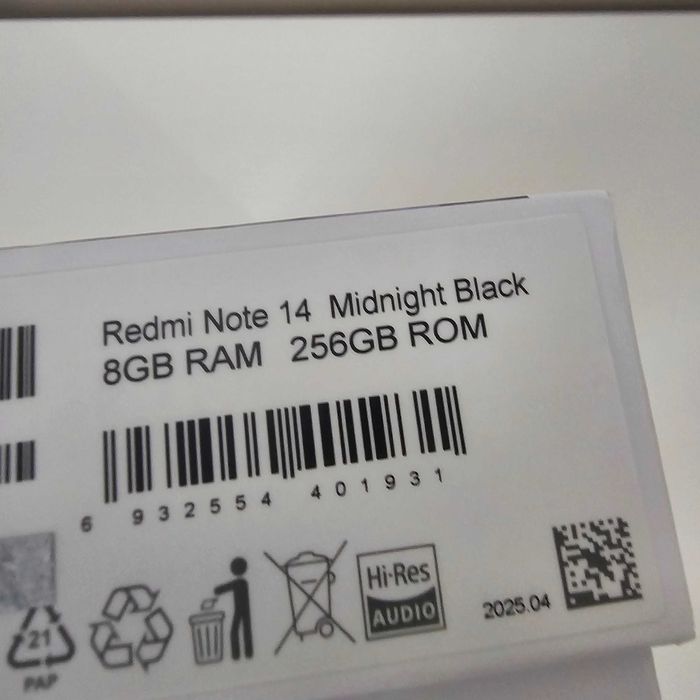 Redmi Note 14 Midnight Black
8GB RAM 256GB ROM
6 932554 401931
21
PAP
Hi-Res
AUDIO
2025.04